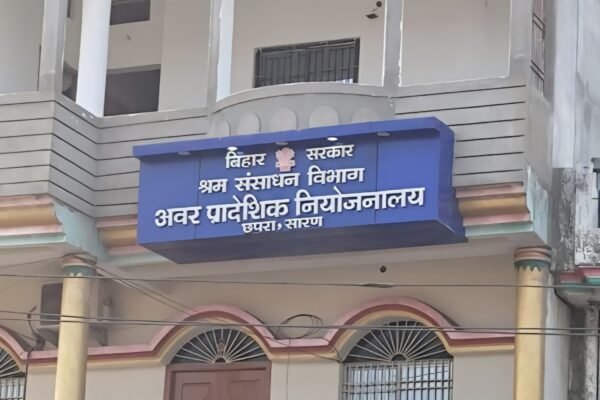 बिहार सरकार
श्रम संसाधन विभाग
अवर प्रादेशिक नियोजनालय
छपरा, सारण